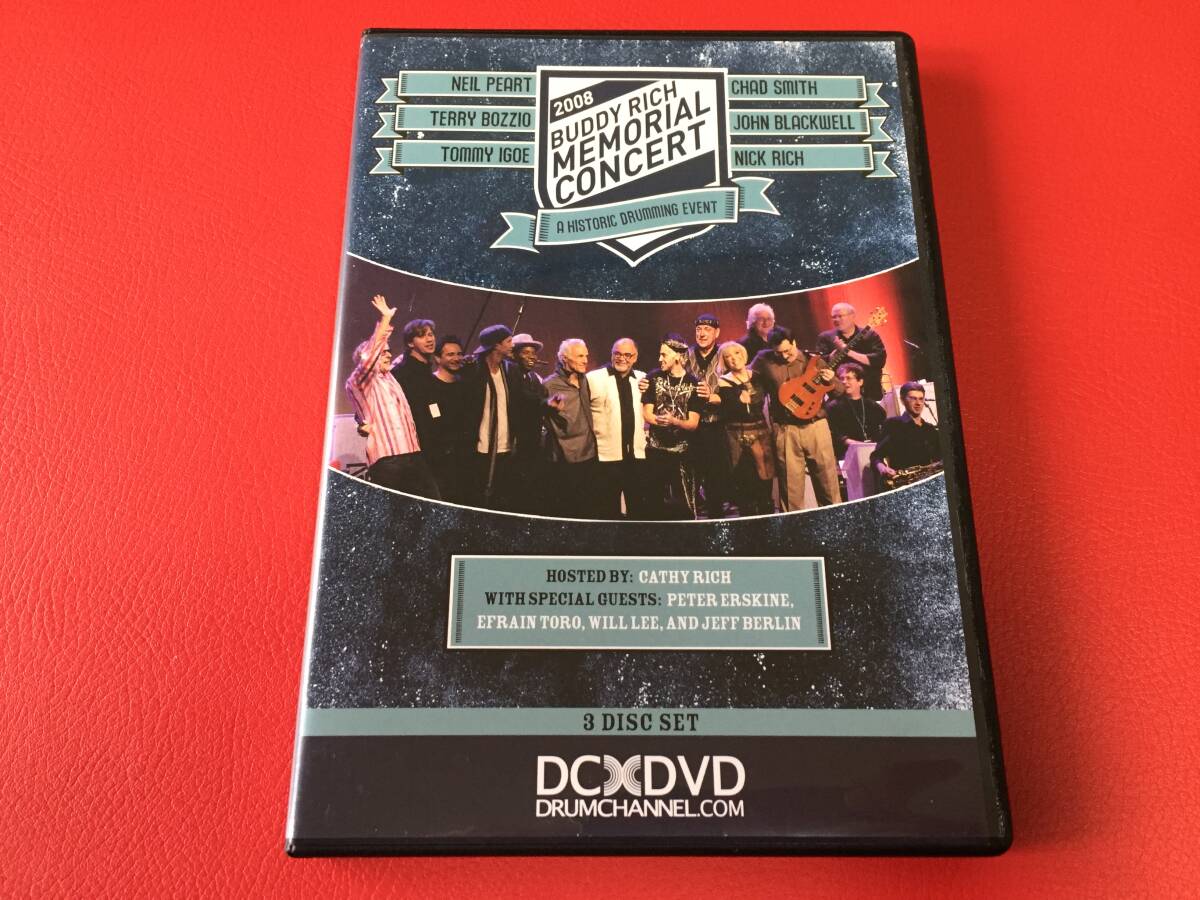 NEIL PEART
TERRY BOZZIO
TOMMY IGOE
2008
BUDDY RICH
MEMORIAL
CONCERT
A HISTORIC DRUMMING EVENT
CHAD SMITH
JOHN BLACKWELL
NICK RICH
HOSTED BY: CATHY RICH
WITH SPECIAL GUESTS: PETER ERSKINE,
EFRAIN TORO, WILL LEE, AND JEFF BERLIN
3 DISC SET
DC DVD
DRUMCHANNEL.COM